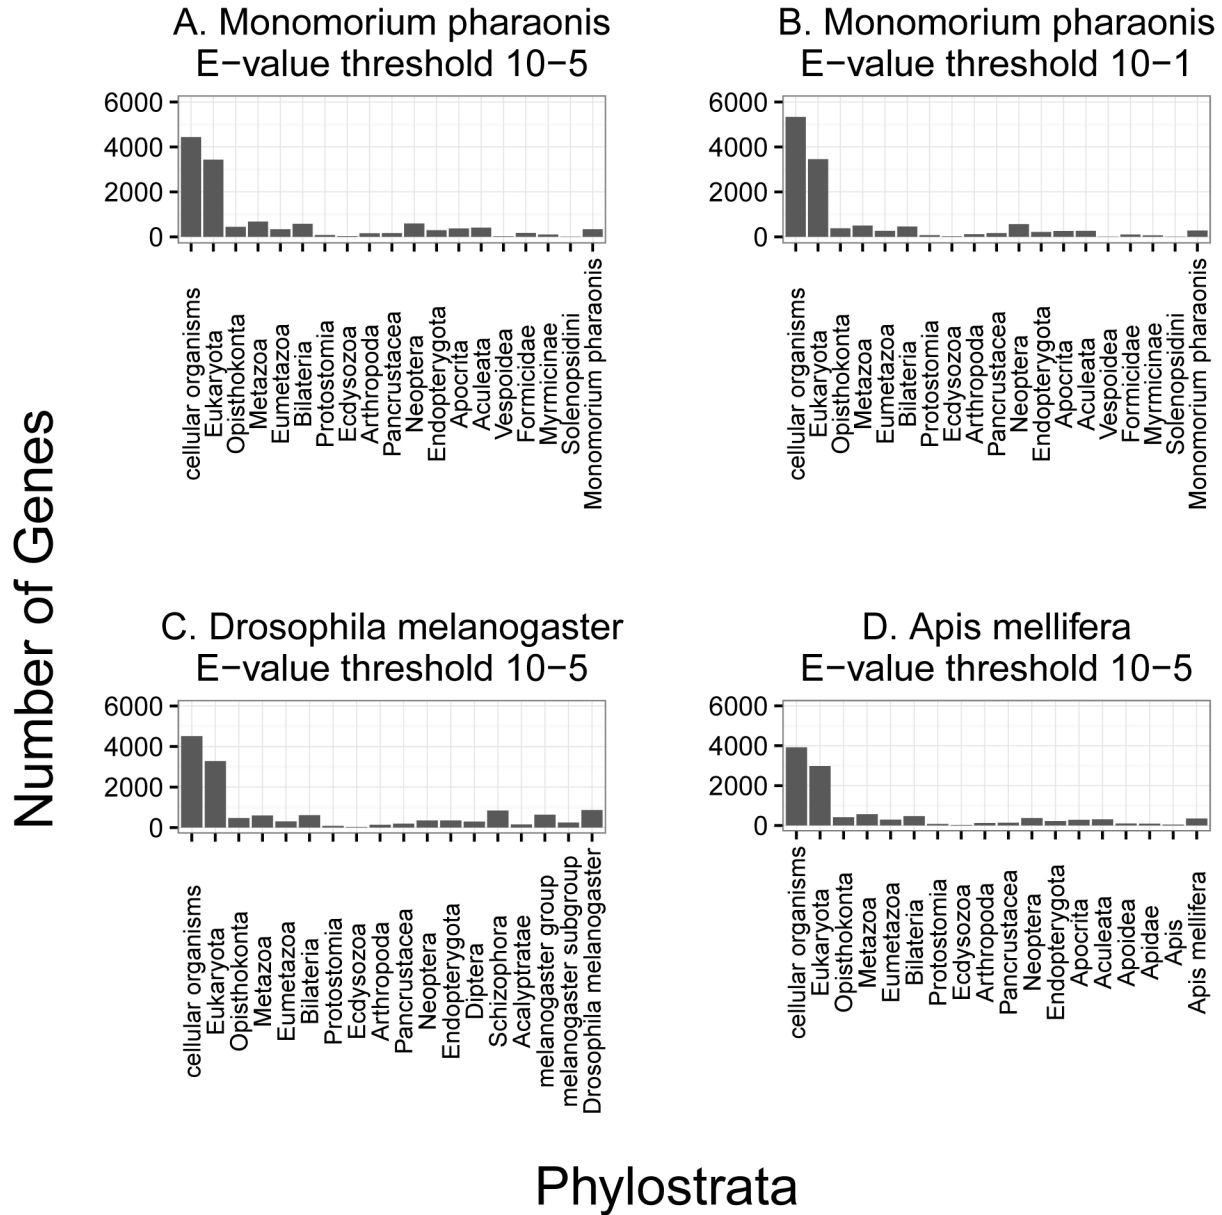 A. Monomorium pharaonis
E−value threshold 10−5
6000
4000
2000
0
cellular organisms
Eukaryota
Opisthokonta
Metazoa
Eumetazoa
Bilateria
Protostomia
Ecdysozoa
Arthropoda
Pancrustacea
Neoptera
Endopterygota
Apocrita
Aculeata
Vespoidea
Formicidae
Myrmicinae
Solenopsidini
Monomorium pharaonis
B. Monomorium pharaonis
E−value threshold 10−1
6000
4000
2000
0
cellular organisms
Eukaryota
Opisthokonta
Metazoa
Eumetazoa
Bilateria
Protostomia
Ecdysozoa
Arthropoda
Pancrustacea
Neoptera
Endopterygota
Apocrita
Aculeata
Vespoidea
Formicidae
Myrmicinae
Solenopsidini
Monomorium pharaonis
Number of Genes
C. Drosophila melanogaster
E−value threshold 10−5
6000
4000
2000
0
cellular organisms
Eukaryota
Opisthokonta
Metazoa
Eumetazoa
Bilateria
Protostomia
Ecdysozoa
Arthropoda
Pancrustacea
Neoptera
Endopterygota
Diptera
Schizophora
Acalyptratae
melanogaster group
melanogaster subgroup
Drosophila melanogaster
D. Apis mellifera
E−value threshold 10−5
6000
4000
2000
0
cellular organisms
Eukaryota
Opisthokonta
Metazoa
Eumetazoa
Bilateria
Protostomia
Ecdysozoa
Arthropoda
Pancrustacea
Neoptera
Endopterygota
Apocrita
Aculeata
Apoidea
Apidae
Apis
Apis mellifera
Phylostrata